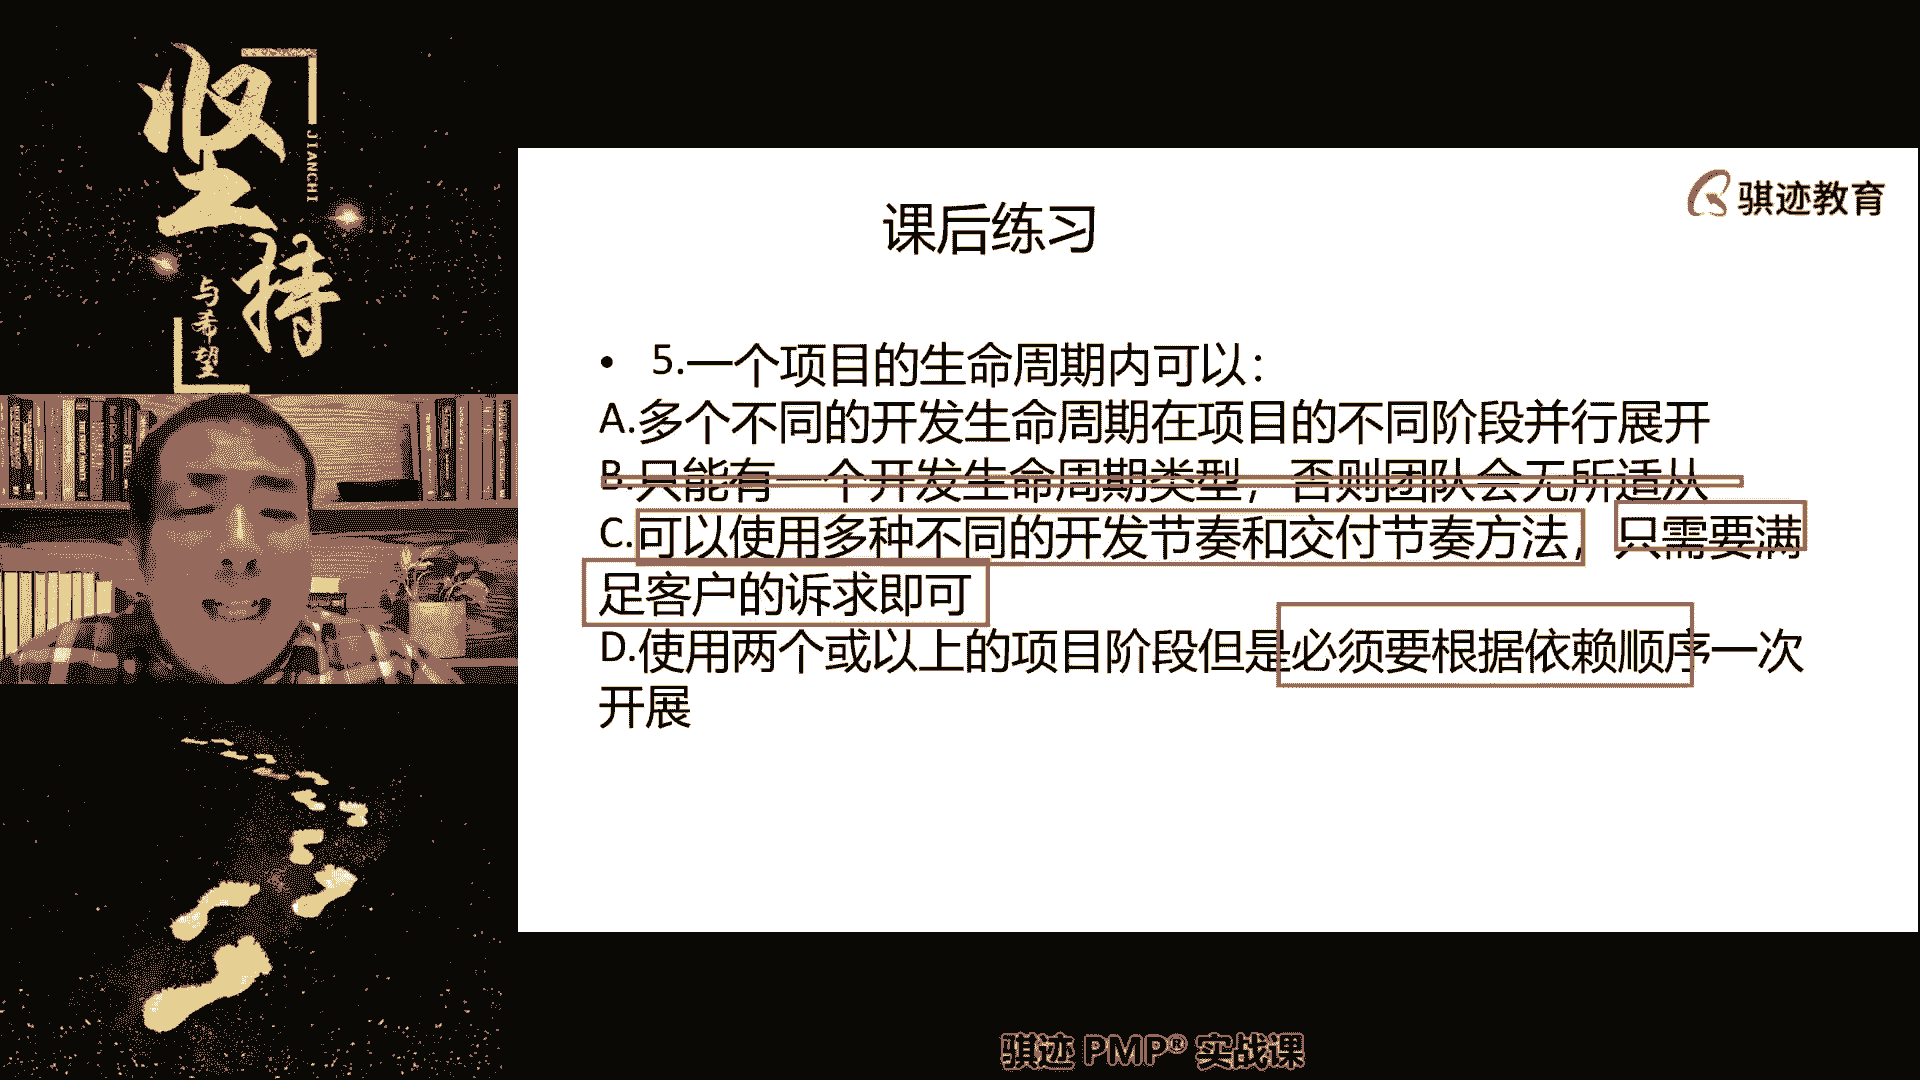 坚持
JIANCHI
与希望
骐迹教育
课后练习
• 5.一个项目的生命周期内可以：
A.多个不同的开发生命周期在项目的不同阶段并行展开
B.只能有一个开发生命周期类型，否则团队会无所适从
C.可以使用多种不同的开发节奏和交付节奏方法，只需要满
足客户的诉求即可
D.使用两个或以上的项目阶段但是必须要根据依赖顺序一次
开展
骐迹 PMP® 实战课